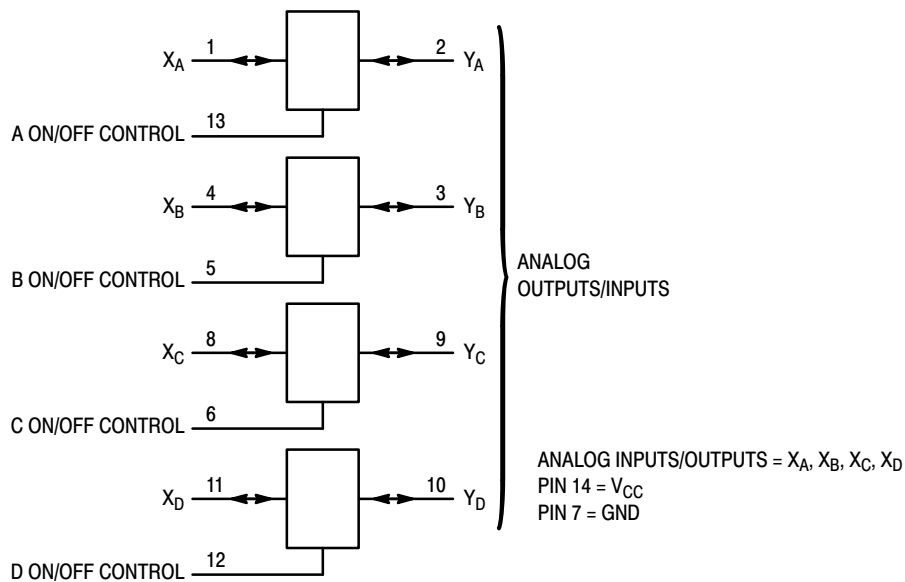 1 2
X_A Y_A
13
A ON/OFF CONTROL
4 3
X_B Y_B
5
B ON/OFF CONTROL
ANALOG
OUTPUTS/INPUTS
8 9
X_C Y_C
6
C ON/OFF CONTROL
ANALOG INPUTS/OUTPUTS = X_A, X_B, X_C, X_D
11 10
X_D Y_D
PIN 14 = V_CC
PIN 7 = GND
12
D ON/OFF CONTROL